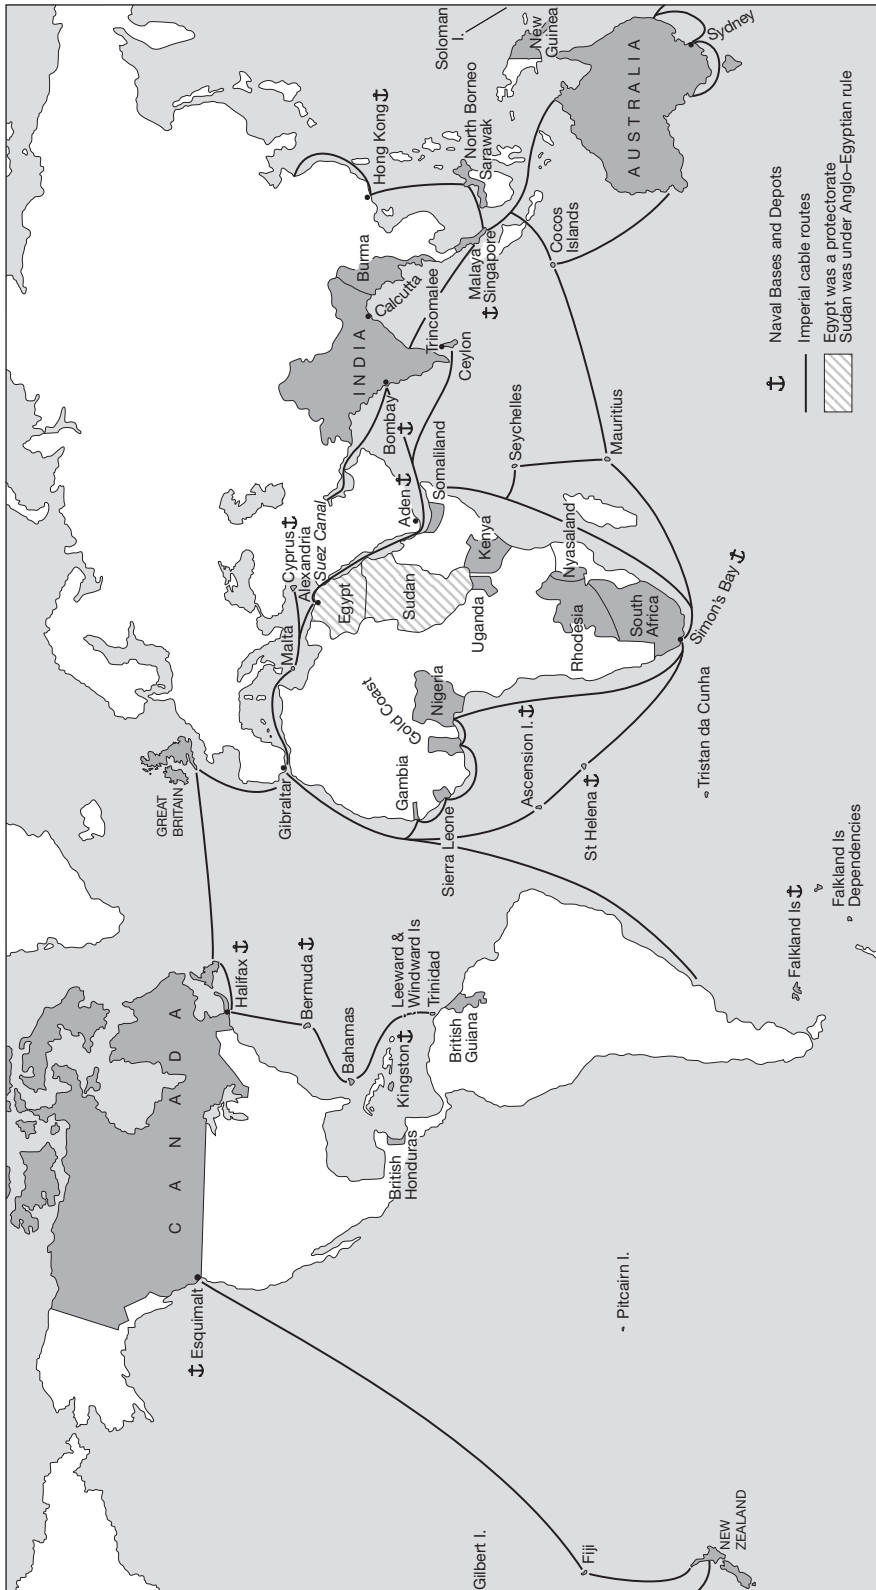 C A N A D A
Esquimalt
Halifax
Bermuda
Bahamas
Leeward &
Windward Is
Trinidad
Kingston
British
Honduras
British
Guiana
Pitcairn I.
Gilbert I.
Fiji
NEW
ZEALAND
Falkland Is
Falkland Is
Dependencies
GREAT
BRITAIN
Gibraltar
Malta
Cyprus
Alexandria
Suez Canal
Egypt
Sudan
Gambia
Sierra Leone
Gold Coast
Nigeria
Ascension I.
St Helena
Tristan da Cunha
Uganda
Kenya
Somaliland
Aden
Rhodesia
Nyasaland
South
Africa
Simon's Bay
Seychelles
Mauritius
Bombay
I N D I A
Calcutta
Burma
Trincomalee
Ceylon
Malaya
Singapore
Cocos
Islands
Hong Kong
North Borneo
Sarawak
Soloman
I.
New
Guinea
A U S T R A L I A
Sydney
Naval Bases and Depots
Imperial cable routes
Egypt was a protectorate
Sudan was under Anglo–Egyptian rule